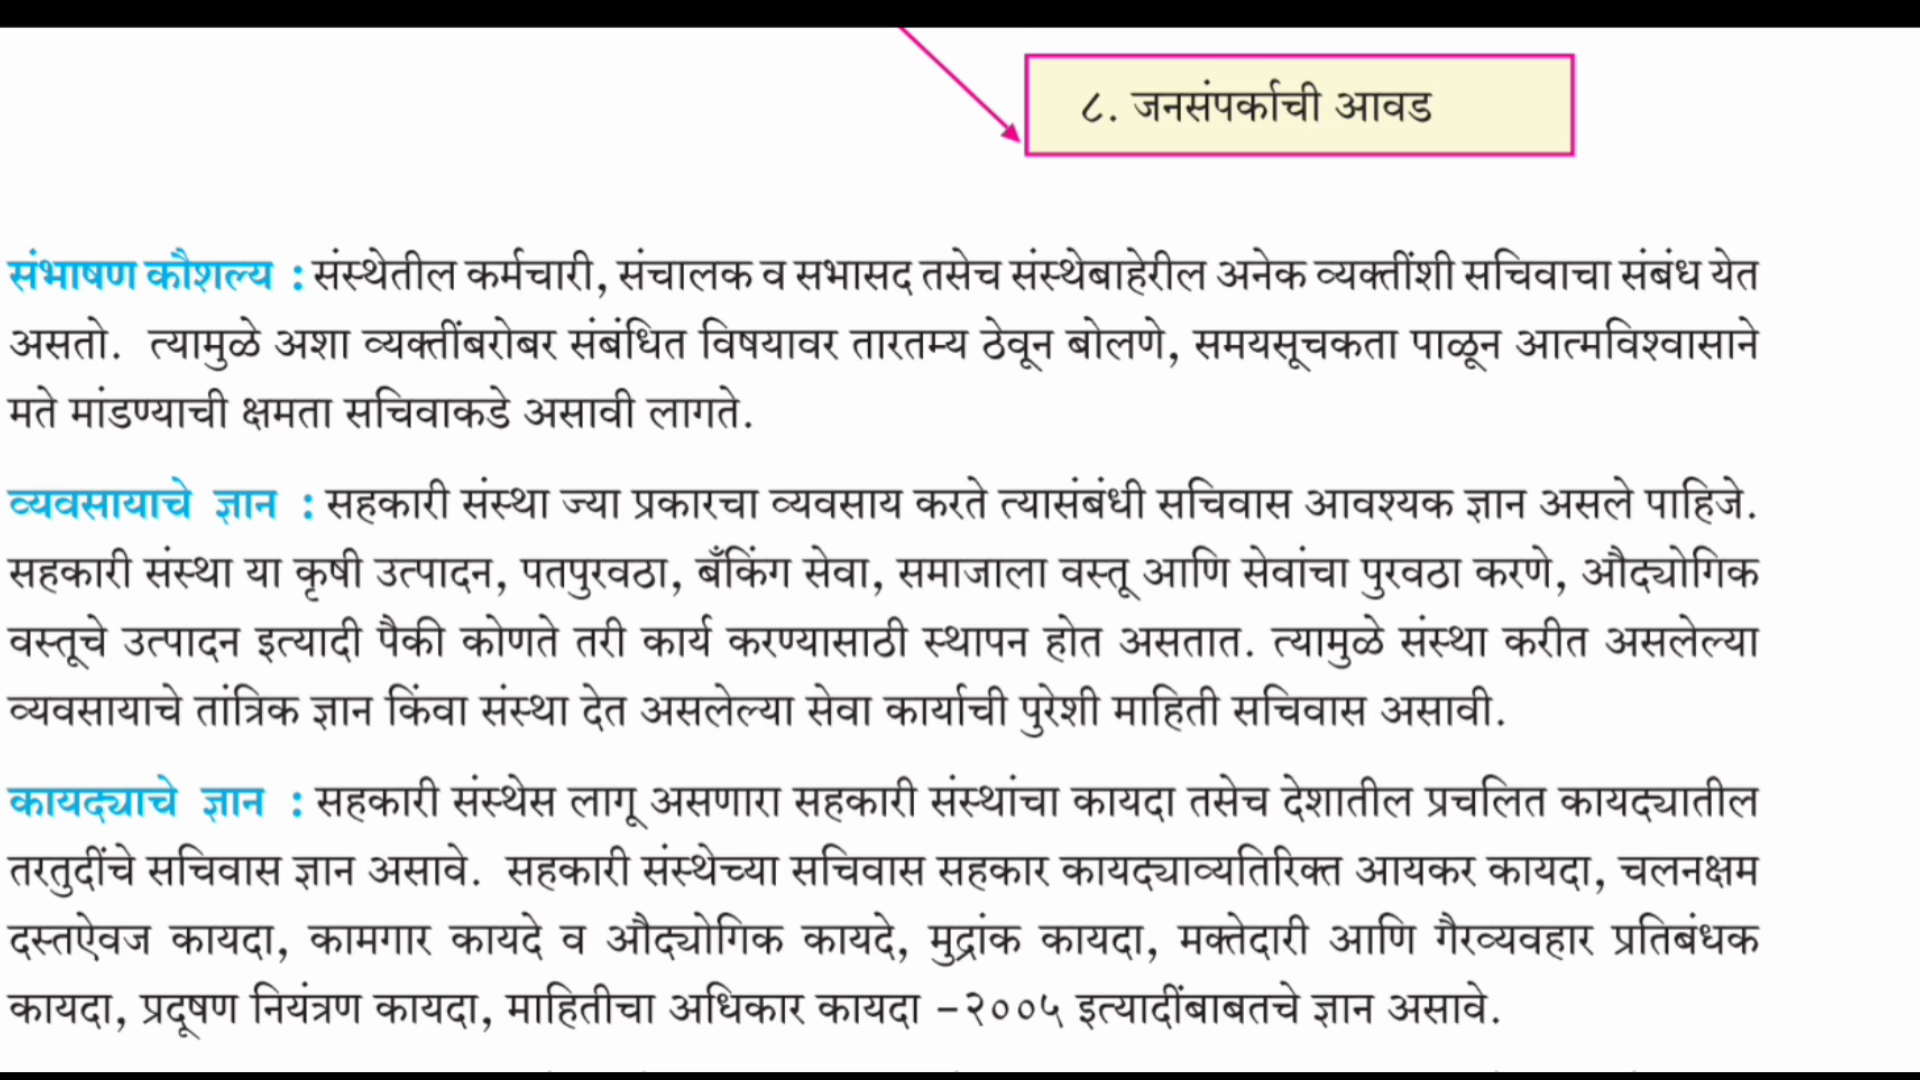 ८. जनसंपर्काची आवड
संभाषण कौशल्य : संस्थेतील कर्मचारी, संचालक व सभासद तसेच संस्थेबाहेरील अनेक व्यक्तींशी सचिवाचा संबंध येत
असतो. त्यामुळे अशा व्यक्तींबरोबर संबंधित विषयावर तारतम्य ठेवून बोलणे, समयसूचकता पाळून आत्मविश्वासाने
मते मांडण्याची क्षमता सचिवाकडे असावी लागते.
व्यवसायाचे ज्ञान : सहकारी संस्था ज्या प्रकारचा व्यवसाय करते त्यासंबंधी सचिवास आवश्यक ज्ञान असले पाहिजे.
सहकारी संस्था या कृषी उत्पादन, पतपुरवठा, बँकिंग सेवा, समाजाला वस्तू आणि सेवांचा पुरवठा करणे, औद्योगिक
वस्तूचे उत्पादन इत्यादी पैकी कोणते तरी कार्य करण्यासाठी स्थापन होत असतात. त्यामुळे संस्था करीत असलेल्या
व्यवसायाचे तांत्रिक ज्ञान किंवा संस्था देत असलेल्या सेवा कार्याची पुरेशी माहिती सचिवास असावी.
कायद्याचे ज्ञान : सहकारी संस्थेस लागू असणारा सहकारी संस्थांचा कायदा तसेच देशातील प्रचलित कायद्यातील
तरतुदींचे सचिवास ज्ञान असावे. सहकारी संस्थेच्या सचिवास सहकार कायद्याव्यतिरिक्त आयकर कायदा, चलनक्षम
दस्तऐवज कायदा, कामगार कायदे व औद्योगिक कायदे, मुद्रांक कायदा, मक्तेदारी आणि गैरव्यवहार प्रतिबंधक
कायदा, प्रदूषण नियंत्रण कायदा, माहितीचा अधिकार कायदा -२००५ इत्यादींबाबतचे ज्ञान असावे.